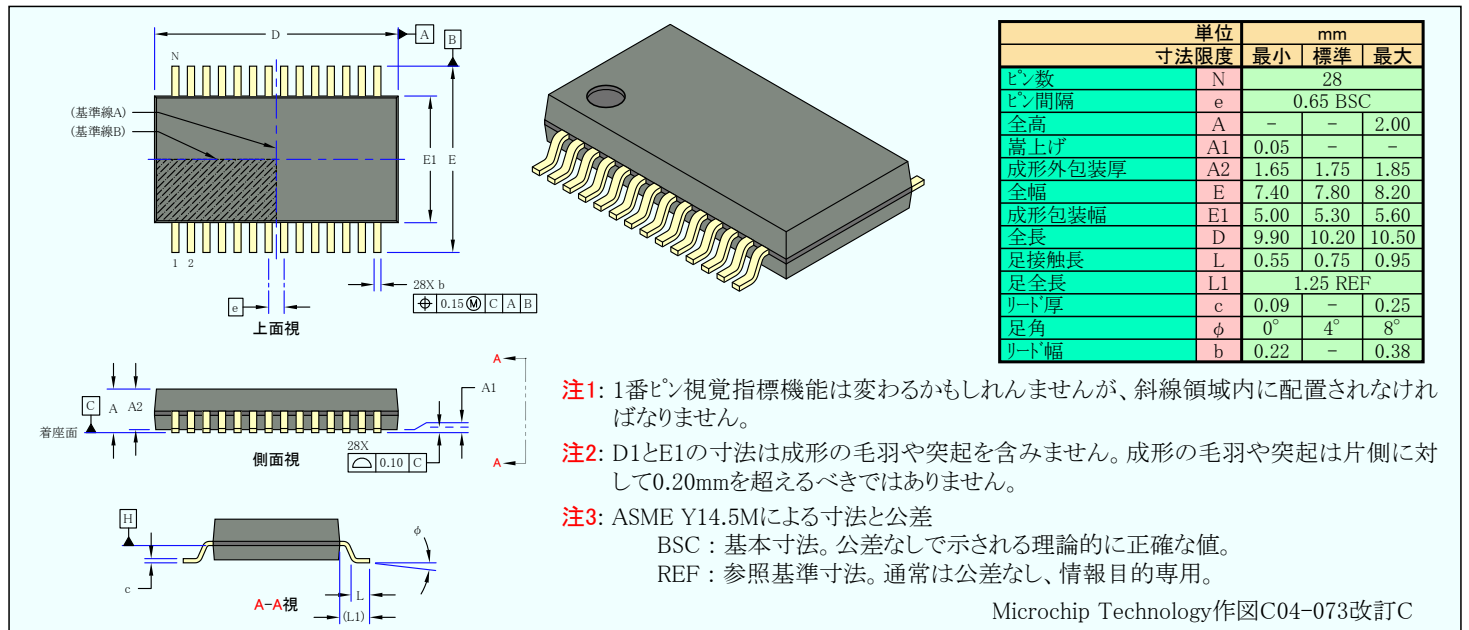 D
A
B
N
(基準線A)
(基準線B)
E1
E
1 2
28X b
0.15 Ⓜ C A B
e
上面視
単位 mm
寸法限度 最小 標準 最大
ピン数 N 28
ピン間隔 e 0.65 BSC
全高 A - - 2.00
嵩上げ A1 0.05 - -
成形外包装厚 A2 1.65 1.75 1.85
全幅 E 7.40 7.80 8.20
成形包装幅 E1 5.00 5.30 5.60
全長 D 9.90 10.20 10.50
足接触長 L 0.55 0.75 0.95
足全長 L1 1.25 REF
リード厚 c 0.09 - 0.25
足角 φ 0° 4° 8°
リード幅 b 0.22 - 0.38
A
A1
C A A2
着座面
28X
0.10 C
側面視
A
H
φ
c
L
(L1)
A-A視
注1: 1番ピン視覚指標機能は変わるかもしれんませんが、斜線領域内に配置されなけれ
ばなりません。
注2: D1とE1の寸法は成形の毛羽や突起を含みません。成形の毛羽や突起は片側に対
して0.20mmを超えるべきではありません。
注3: ASME Y14.5Mによる寸法と公差
BSC : 基本寸法。公差なしで示される理論的に正確な値。
REF : 参照基準寸法。通常は公差なし、情報目的専用。
Microchip Technology作図C04-073改訂C